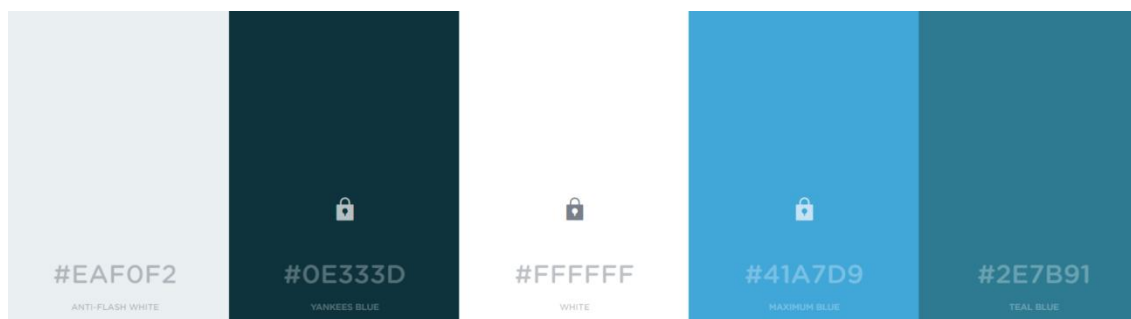 #EAF0F2
ANTI-FLASH WHITE
#0E333D
YANKEES BLUE
#FFFFFF
WHITE
#41A7D9
MAXIMUM BLUE
#2E7B91
TEAL BLUE